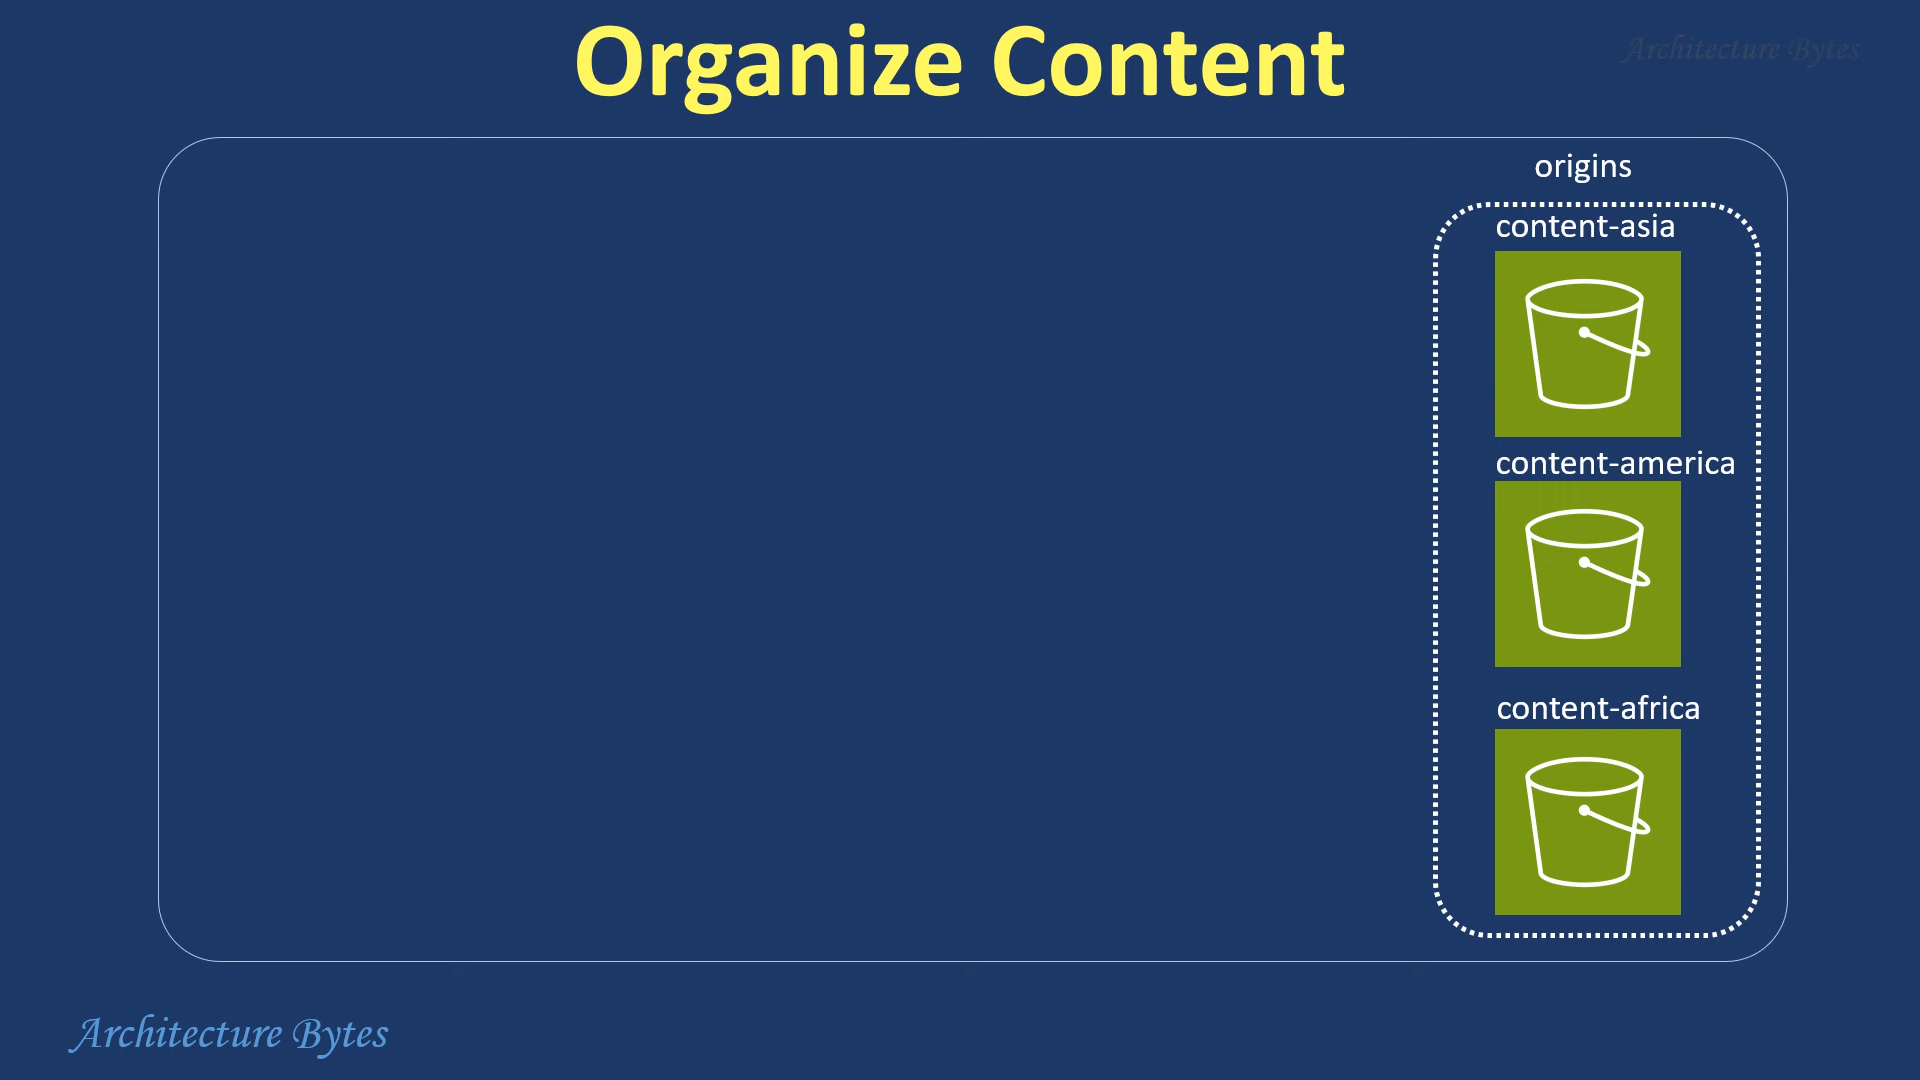 Organize Content
Architecture Bytes
origins
content-asia
content-america
content-africa
Architecture Bytes